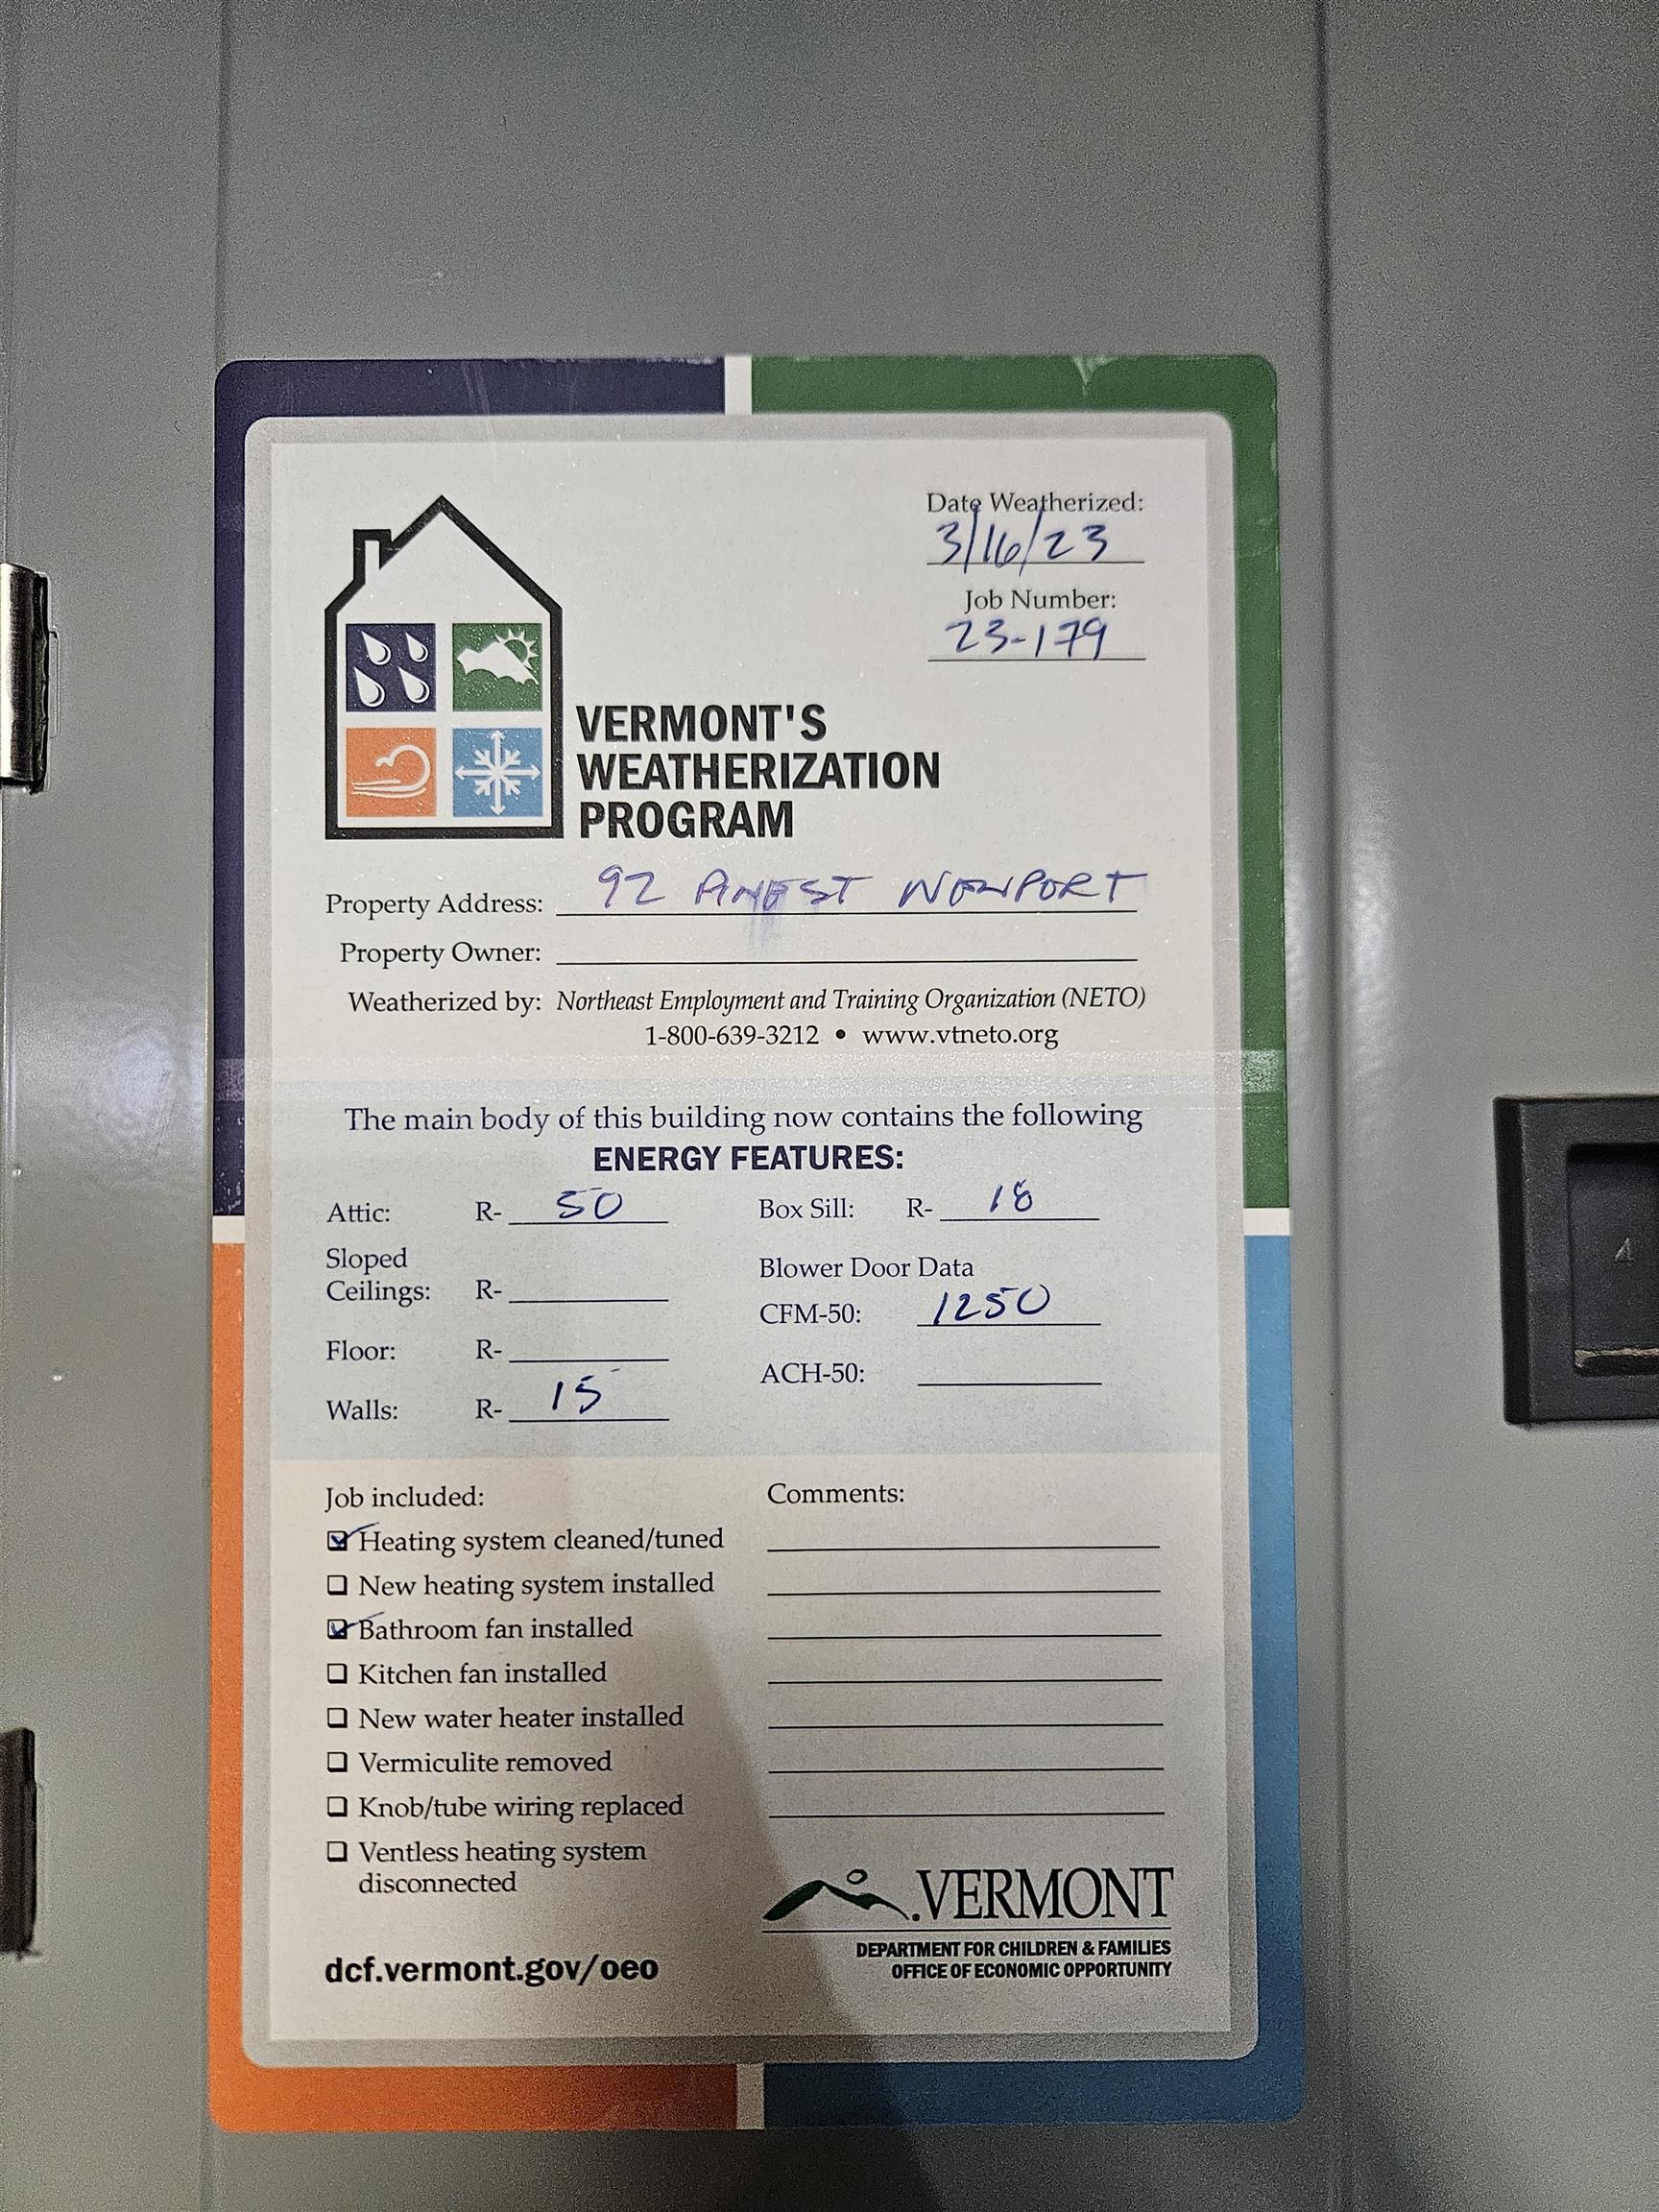 Date Weatherized:
3/16/23
Job Number:
23-179
VERMONT'S
WEATHERIZATION
PROGRAM
Property Address: 92 PINE ST NEWPORT
Property Owner:
Weatherized by: Northeast Employment and Training Organization (NETO)
1-800-639-3212 • www.vtneto.org
The main body of this building now contains the following
ENERGY FEATURES:
Attic: R- 50
Box Sill: R- 18
Sloped
Ceilings: R-
Blower Door Data
CFM-50: 1250
Floor: R-
ACH-50:
Walls: R- 15
Job included:
☑ Heating system cleaned/tuned
❑ New heating system installed
☑ Bathroom fan installed
❑ Kitchen fan installed
❑ New water heater installed
❑ Vermiculite removed
❑ Knob/tube wiring replaced
❑ Ventless heating system
disconnected
Comments:
dcf.vermont.gov/oeo
VERMONT
DEPARTMENT FOR CHILDREN & FAMILIES
OFFICE OF ECONOMIC OPPORTUNITY
4